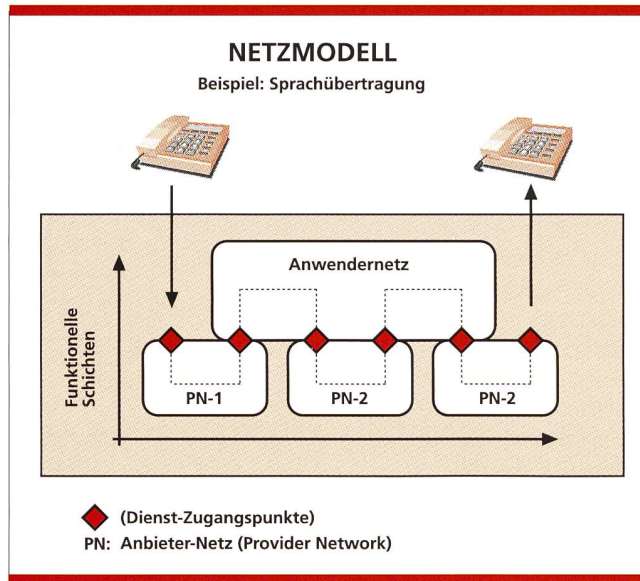 NETZMODELL
Beispiel: Sprachübertragung
Anwendernetz
Funktionelle
Schichten
PN-1
PN-2
PN-2
(Dienst-Zugangspunkte)
PN: Anbieter-Netz (Provider Network)